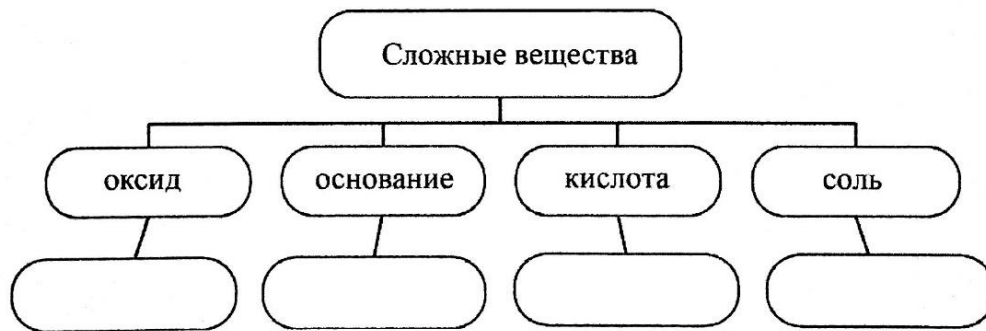 Сложные вещества
оксид
основание
кислота
соль